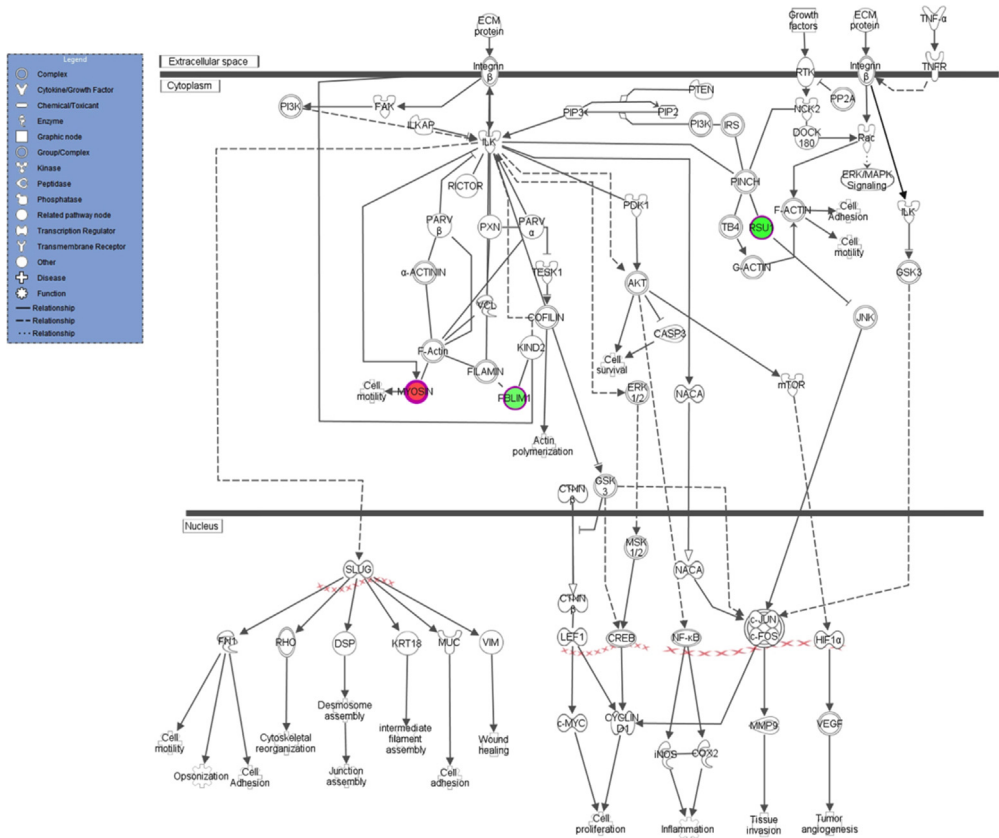 ECM
protein
Growth
factors
ECM
protein
TNF-α
Legend
Complex
Cytokine/Growth Factor
Chemical/Toxicant
Enzyme
Graphic node
Group/Complex
Kinase
Peptidase
Phosphatase
Related pathway node
Transcription Regulator
Transmembrane Receptor
Other
Disease
Function
Relationship
Relationship
Relationship
Extracellular space
Cytoplasm
Integrin
β
RTK
Integrin
β
TNFR
PI3K
FAK
ILKAP
ILK
PIP3
PIP2
PTEN
PI3K
IRS
NCK2
PP2A
DOCK
180
Rac
ERK/MAPK
Signaling
RICTOR
PINCH
PARV
β
PXN
PARV
α
PDK1
TB4
RSU1
F-ACTIN
Cell
Adhesion
Cell
motility
ILK
G-ACTIN
GSK3
α-ACTININ
TESK1
AKT
VCL
COFILIN
CASP3
JNK
F-Actin
KIND2
Cell
survival
FILAMIN
mTOR
Cell
motility
MYOSIN
FBLIM1
ERK
1/2
NACA
Actin
polymerization
CTNN
β
GSK
3
Nucleus
MSK
1/2
SLUG
NACA
CTNN
β
c-JUN
c-FOS
FN1
RHO
DSP
KRT18
MUC
VIM
LEF1
CREB
NF-κB
HIF1α
Desmosome
assembly
c-MYC
CYCLIN
D1
MMP9
VEGF
Cell
motility
Cytoskeletal
reorganization
intermediate
filament
assembly
Wound
healing
iNOS
COX2
Opsonization
Cell
Adhesion
Junction
assembly
Cell
adhesion
Cell
proliferation
Inflammation
Tissue
invasion
Tumor
angiogenesis